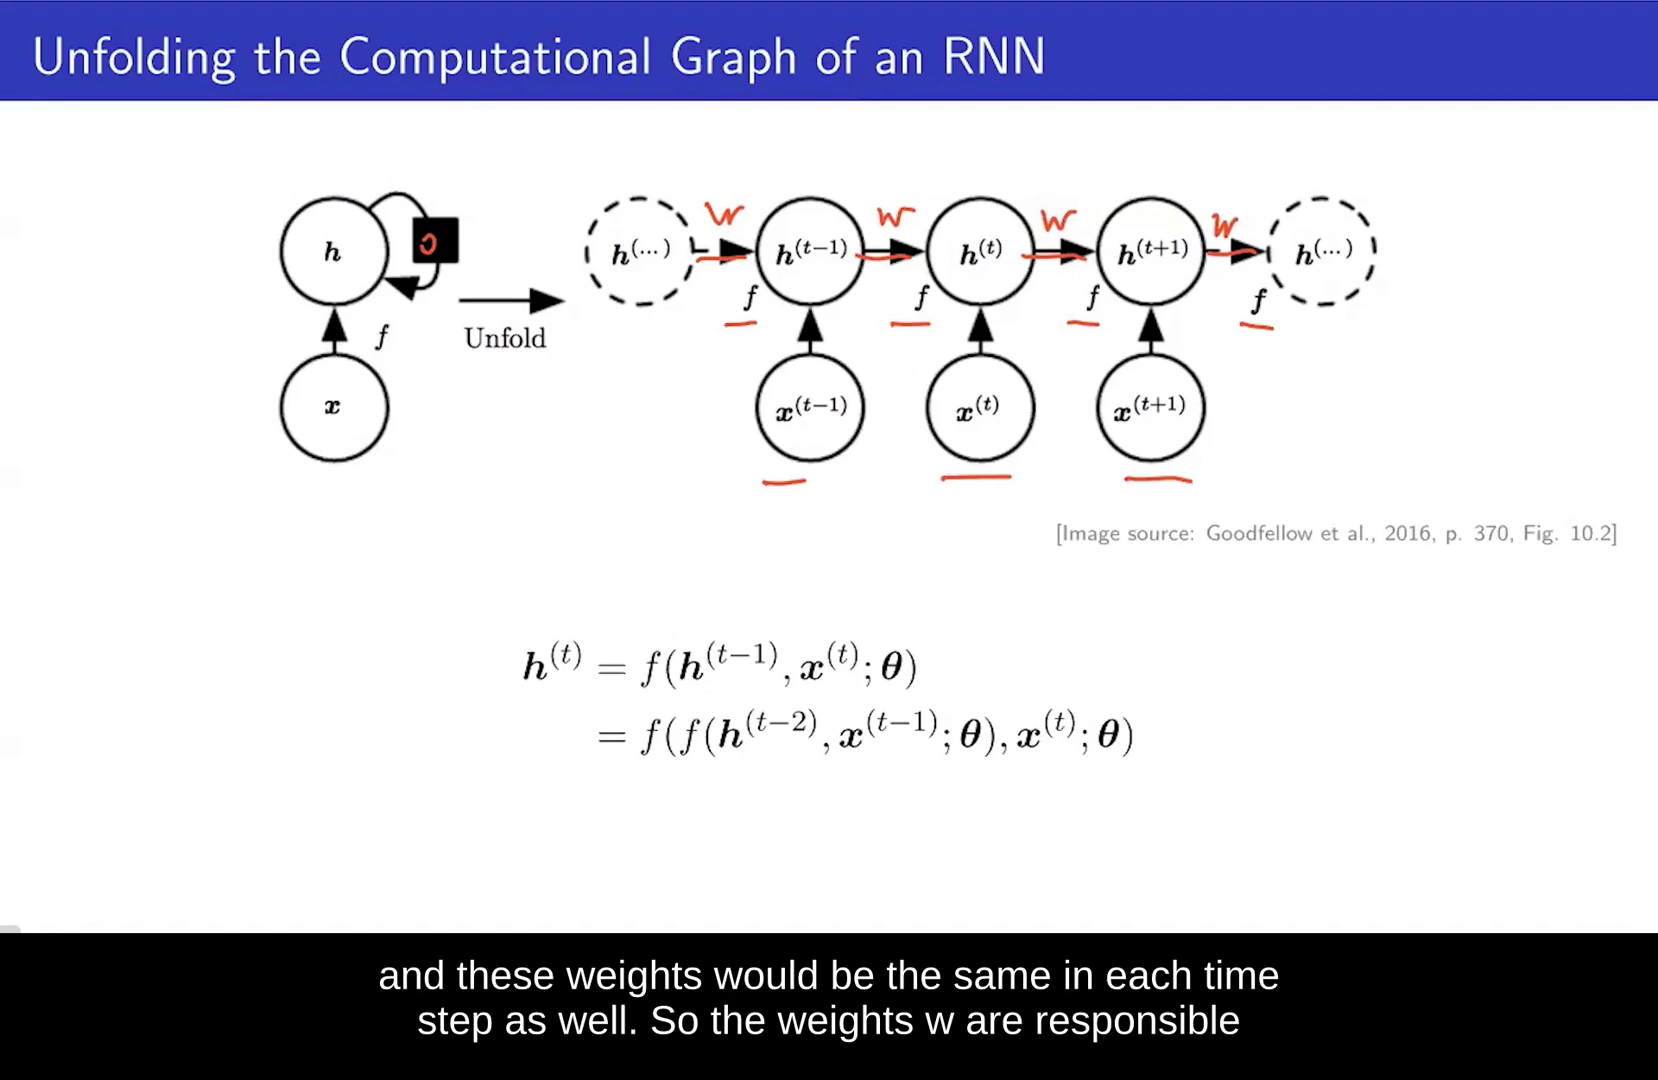 Unfolding the Computational Graph of an RNN
W W W W
h h^(...) h^(t−1) h^(t) h^(t+1) h^(...)
f f f f
f
Unfold
x x^(t−1) x^(t) x^(t+1)
[Image source: Goodfellow et al., 2016, p. 370, Fig. 10.2]
h^(t) = f(h^(t−1), x^(t); θ)
= f(f(h^(t−2), x^(t−1); θ), x^(t); θ)
and these weights would be the same in each time
step as well. So the weights w are responsible